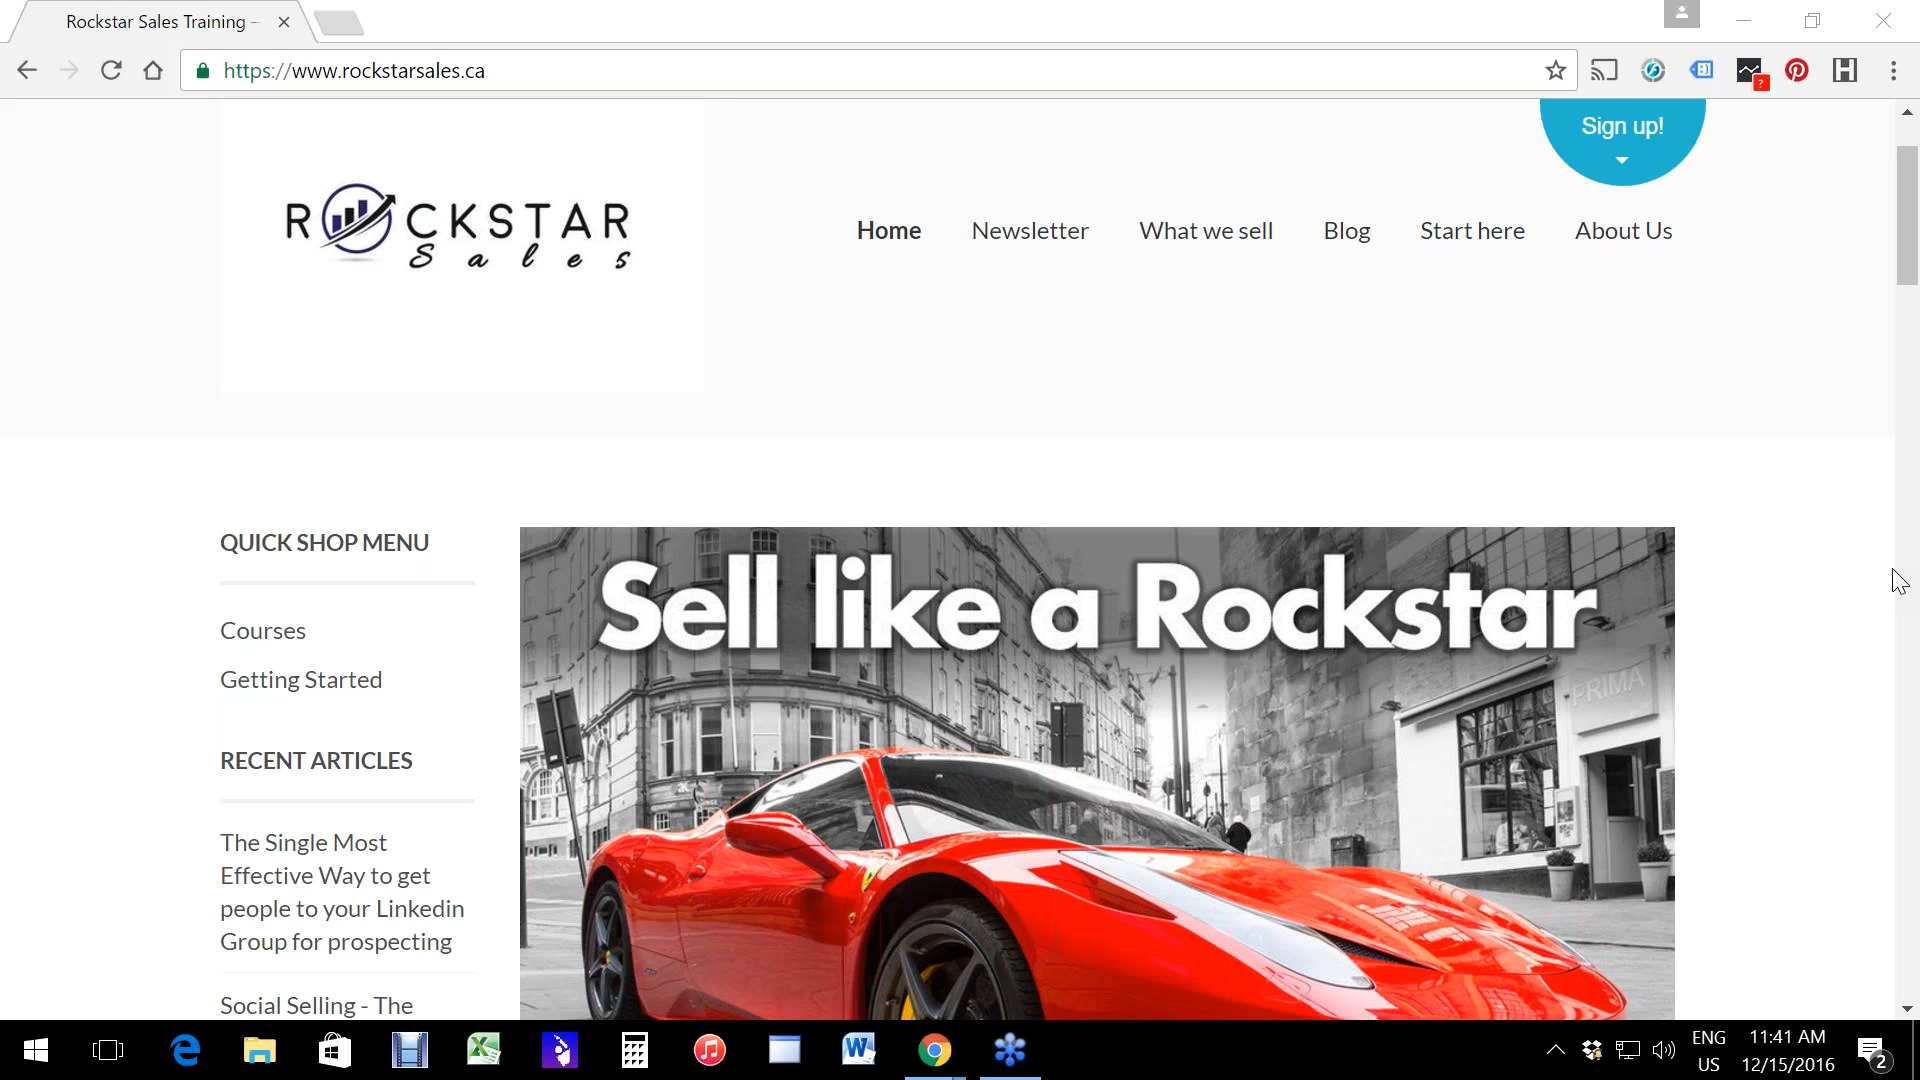 Rockstar Sales Training –
https://www.rockstarsales.ca
Sign up!
ROCKSTAR
Sales
Home
Newsletter
What we sell
Blog
Start here
About Us
QUICK SHOP MENU
Courses
Getting Started
RECENT ARTICLES
The Single Most
Effective Way to get
people to your Linkedin
Group for prospecting
Social Selling - The
Sell like a Rockstar
PRIMA
ENG
US
11:41 AM
12/15/2016
2